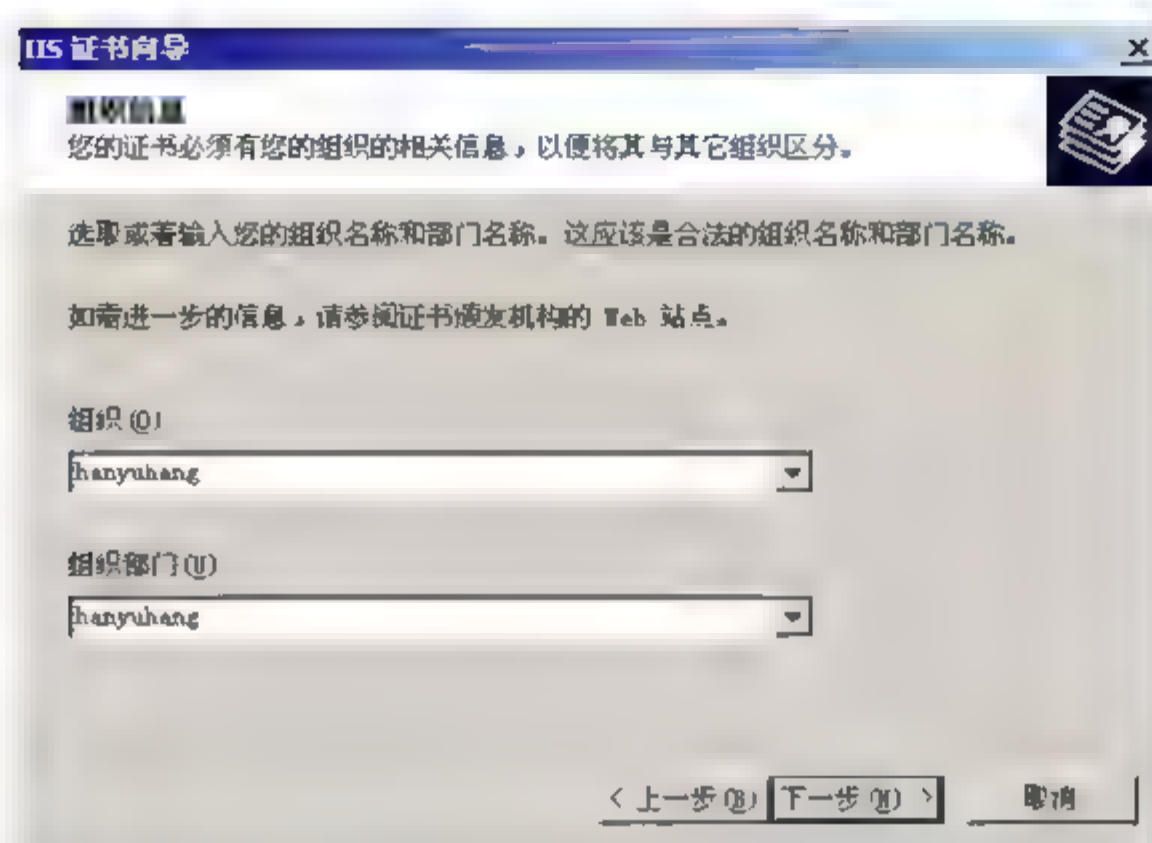 IIS 证书向导
组织信息
您的证书必须有您的组织的相关信息，以便将其与其它组织区分。
选取或著输入您的组织名称和部门名称。这应该是合法的组织名称和部门名称。
如需进一步的信息，请参阅证书颁发机构的 Web 站点。
组织(O)
hanyuhang
组织部门(U)
hanyuhang
< 上一步(B) 下一步(N) > 取消